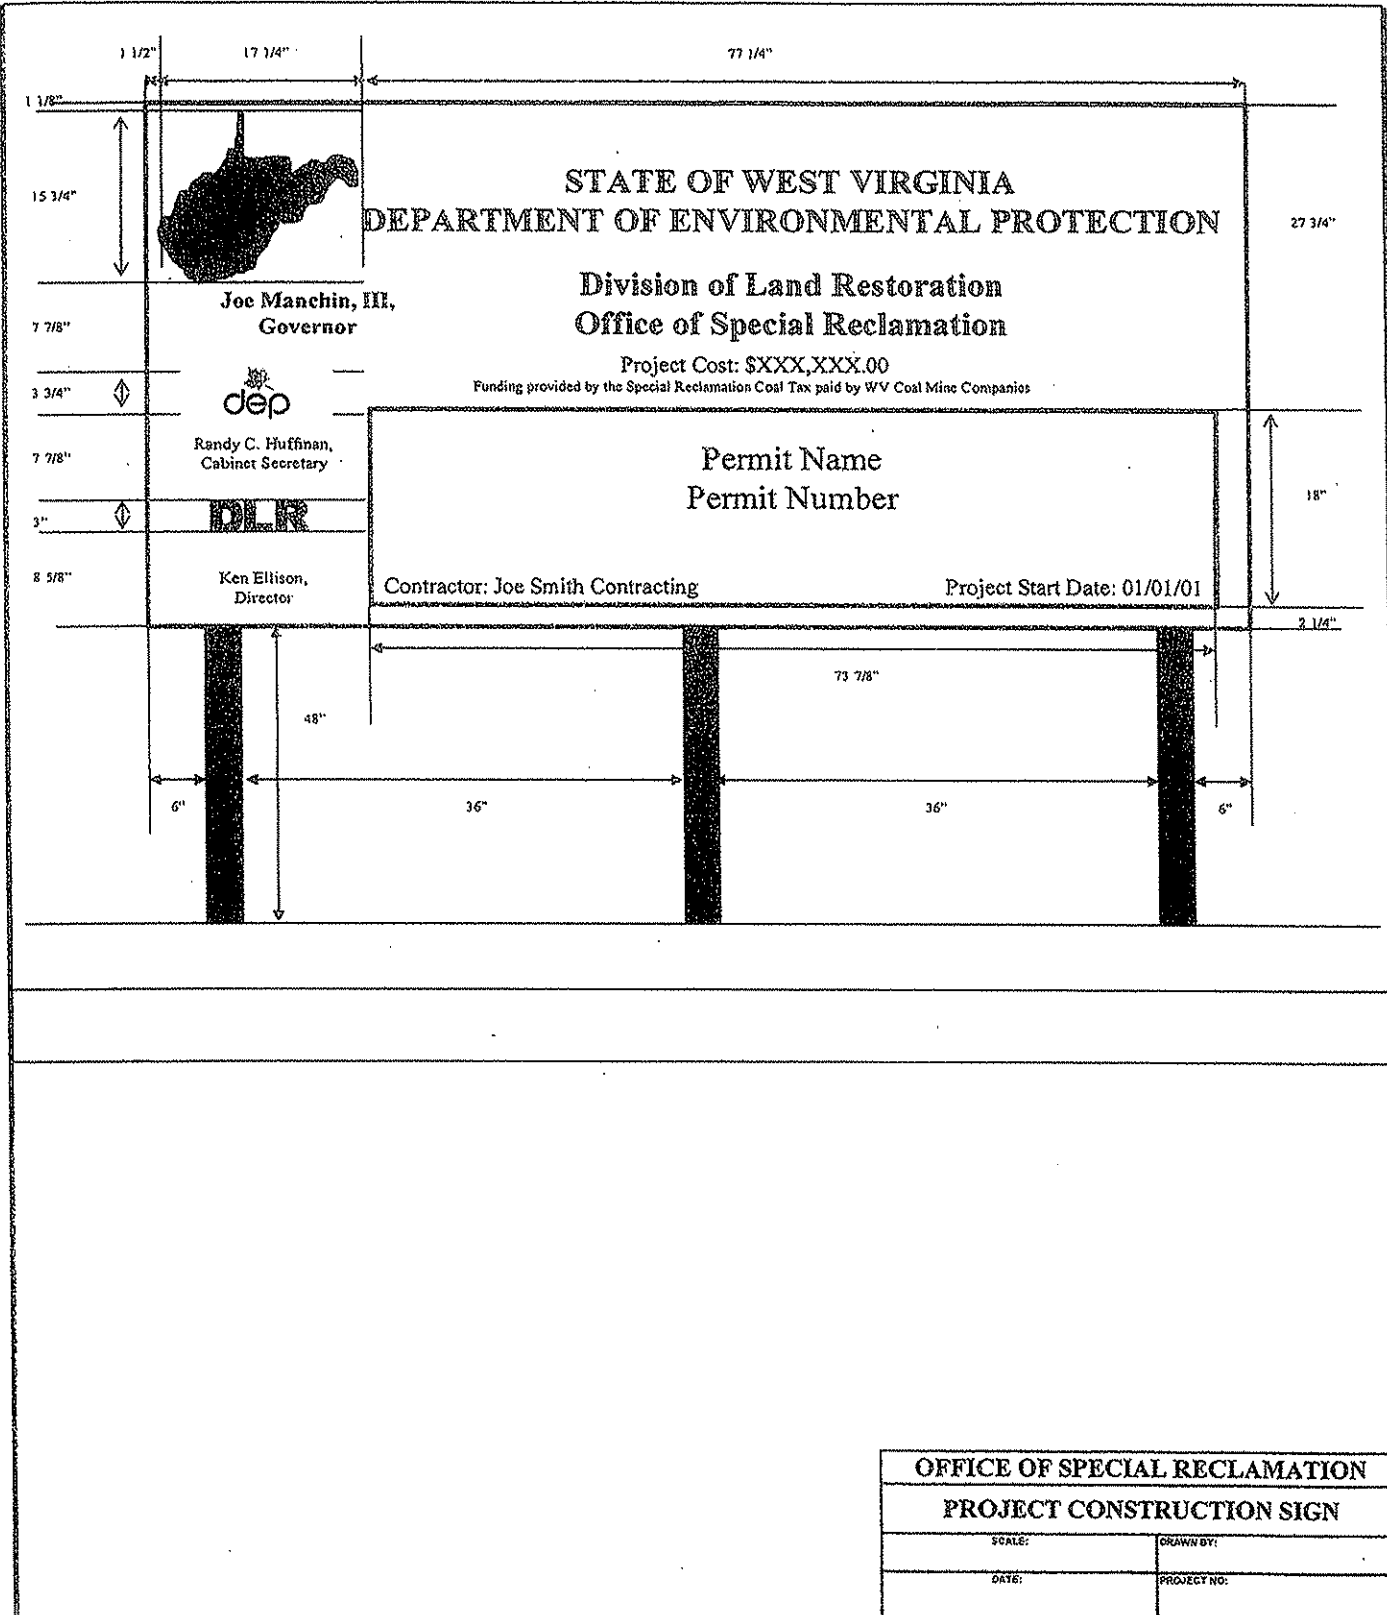 1 1/2"
17 1/4"
77 1/4"
1 1/8"
15 3/4"
STATE OF WEST VIRGINIA
DEPARTMENT OF ENVIRONMENTAL PROTECTION
27 3/4"
Division of Land Restoration
Office of Special Reclamation
Joe Manchin, III,
Governor
7 7/8"
Project Cost: $XXX,XXX.00
Funding provided by the Special Reclamation Coal Tax paid by WV Coal Mine Companies
3 3/4"
dep
Randy C. Huffman,
Cabinet Secretary
7 7/8"
Permit Name
Permit Number
18"
3"
DLR
8 5/8"
Ken Ellison,
Director
Contractor: Joe Smith Contracting
Project Start Date: 01/01/01
2 1/4"
73 7/8"
48"
6"
36"
36"
6"
OFFICE OF SPECIAL RECLAMATION
PROJECT CONSTRUCTION SIGN
SCALE:
DRAWN BY:
DATE:
PROJECT NO: